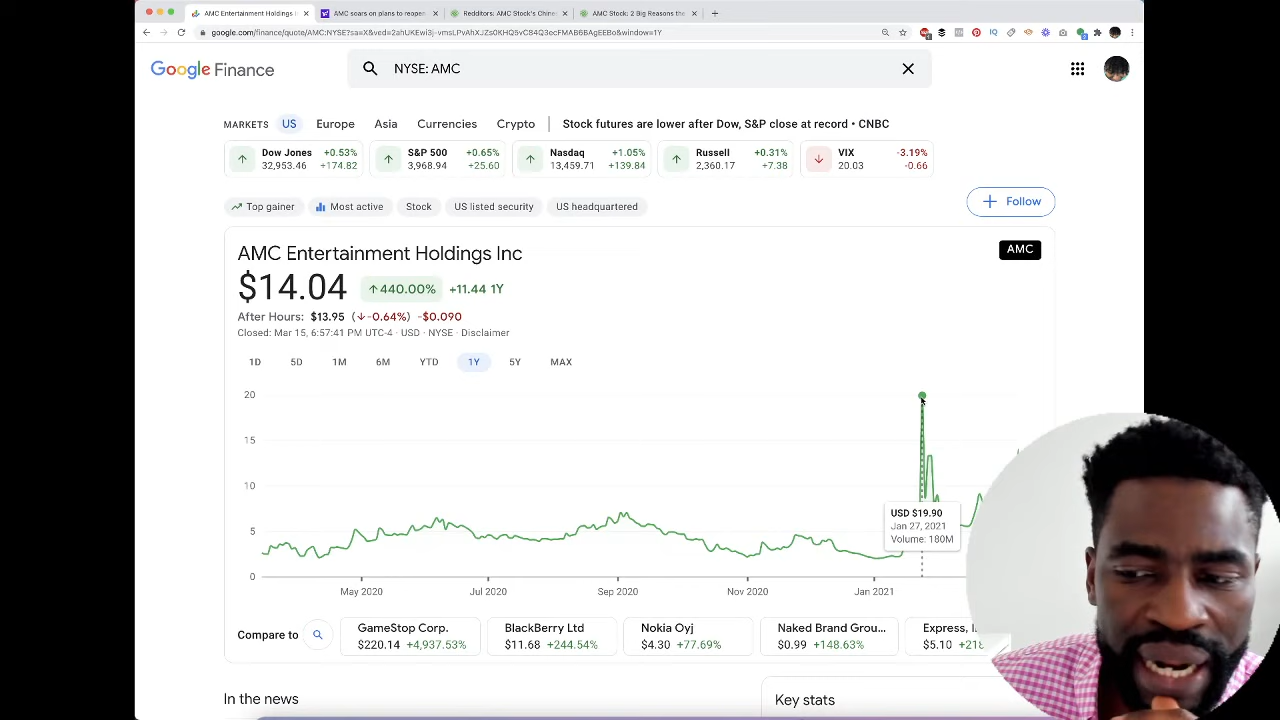 AMC Entertainment Holdings I
AMC soars on plans to reopen
Redditors: AMC Stock's Chines
AMC Stock: 2 Big Reasons the
google.com/finance/quote/AMC:NYSE?sa=X&ved=
Google Finance
NYSE: AMC
MARKETS US Europe Asia Currencies Crypto Stock futures are lower after Dow, S&P close at record • CNBC
Dow Jones +0.53% S&P 500 +0.65% Nasdaq +1.05% Russell +0.31% VIX -3.19%
32,953.46 +174.82 3,968.94 +25.60 13,459.71 +139.84 2,360.17 +7.38 20.03 -0.66
Top gainer Most active Stock US listed security US headquartered
+ Follow
AMC Entertainment Holdings Inc
AMC
$14.04 ↑440.00% +11.44 1Y
After Hours: $13.95 (↓-0.64%) -$0.090
Closed: Mar 15, 6:57:41 PM UTC-4 · USD · NYSE · Disclaimer
1D 5D 1M 6M YTD 1Y 5Y MAX
20
15
10
5
0
USD $19.90
Jan 27, 2021
Volume: 180M
May 2020 Jul 2020 Sep 2020 Nov 2020 Jan 2021
Compare to
GameStop Corp. BlackBerry Ltd Nokia Oyj Naked Brand Grou... Express, I
$220.14 +4,937.53% $11.68 +244.54% $4.30 +77.69% $0.99 +148.63% $5.10
In the news
Key stats